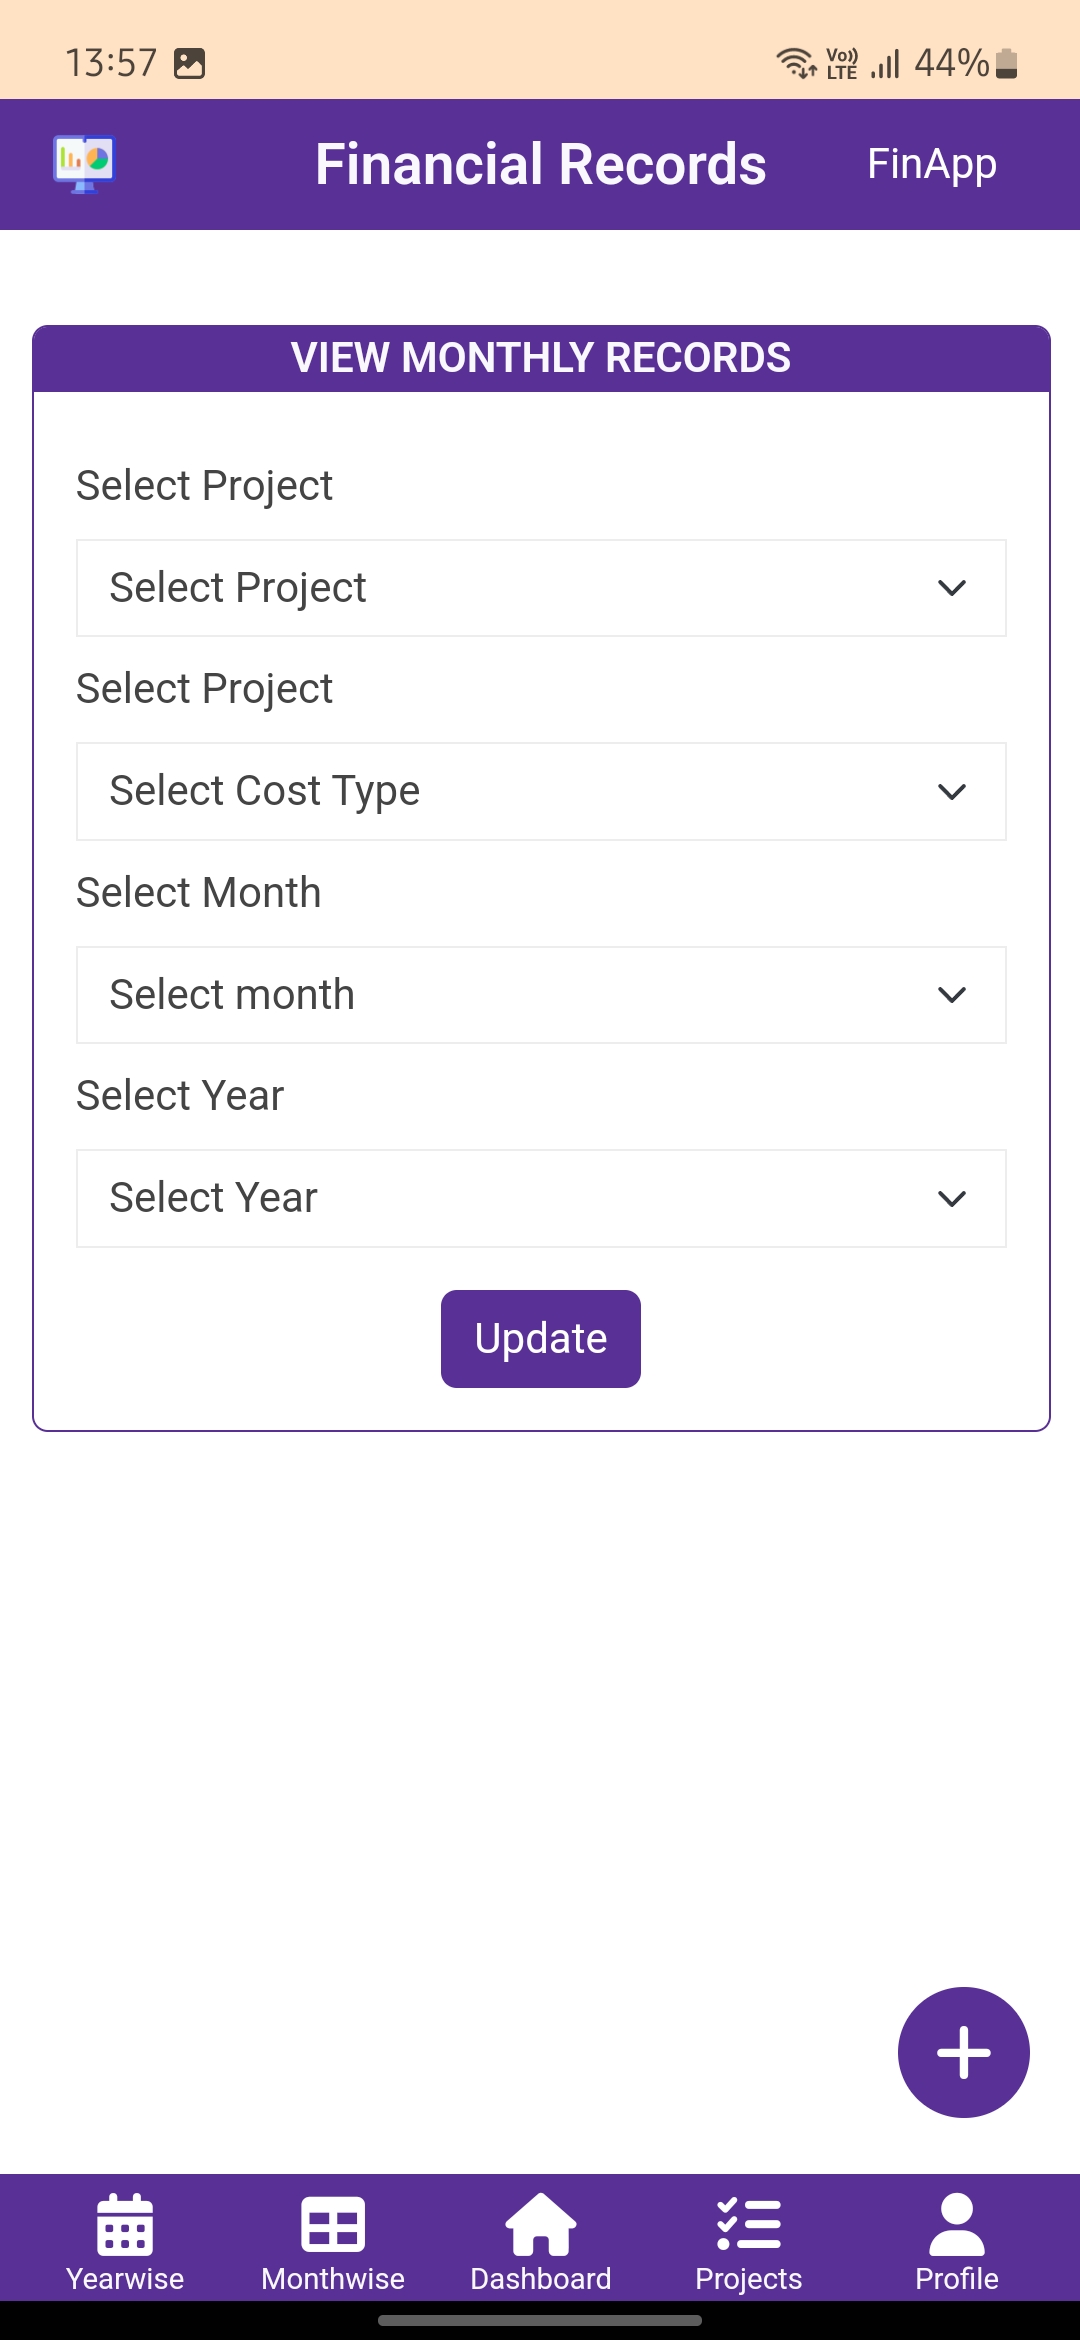 13:57
Vo)) LTE 44%
Financial Records
FinApp
VIEW MONTHLY RECORDS
Select Project
Select Project
Select Project
Select Cost Type
Select Month
Select month
Select Year
Select Year
Update
Yearwise
Monthwise
Dashboard
Projects
Profile